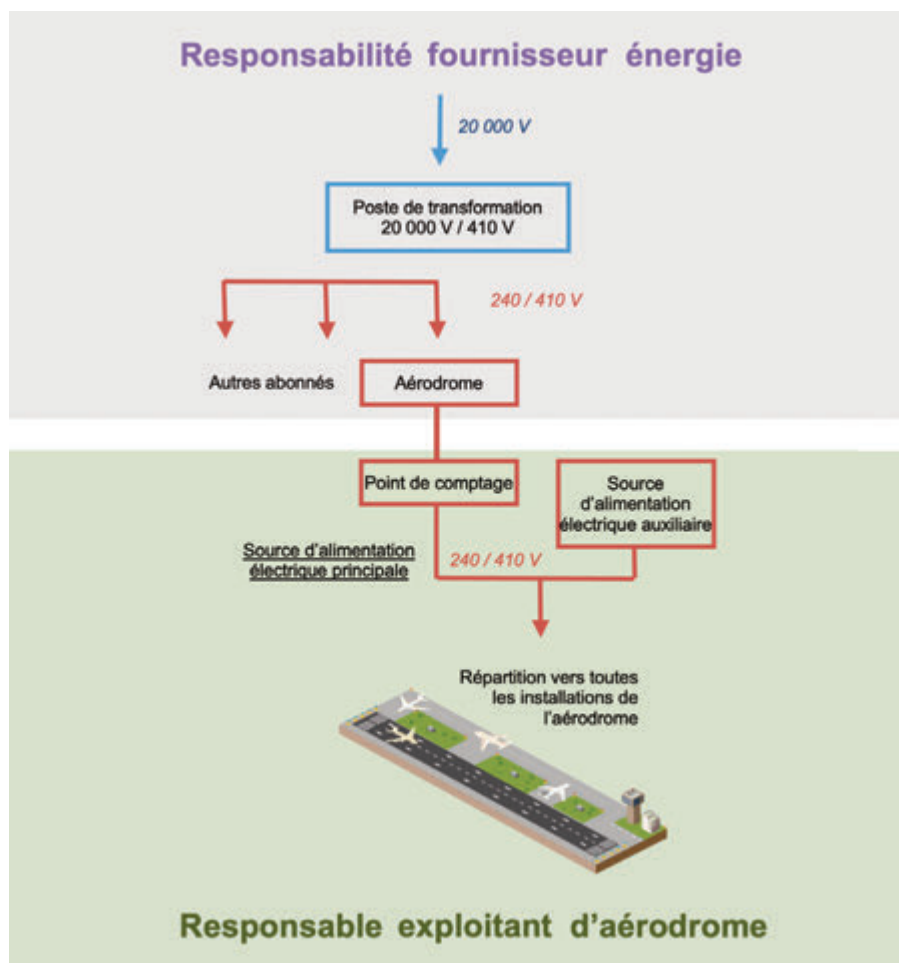 Responsabilité fournisseur énergie
20 000 V
Poste de transformation
20 000 V / 410 V
240 / 410 V
Autres abonnés
Aérodrome
Point de comptage
Source
d'alimentation
électrique auxiliaire
Source d'alimentation
électrique principale
240 / 410 V
Répartition vers toutes
les installations de
l'aérodrome
Responsable exploitant d'aérodrome